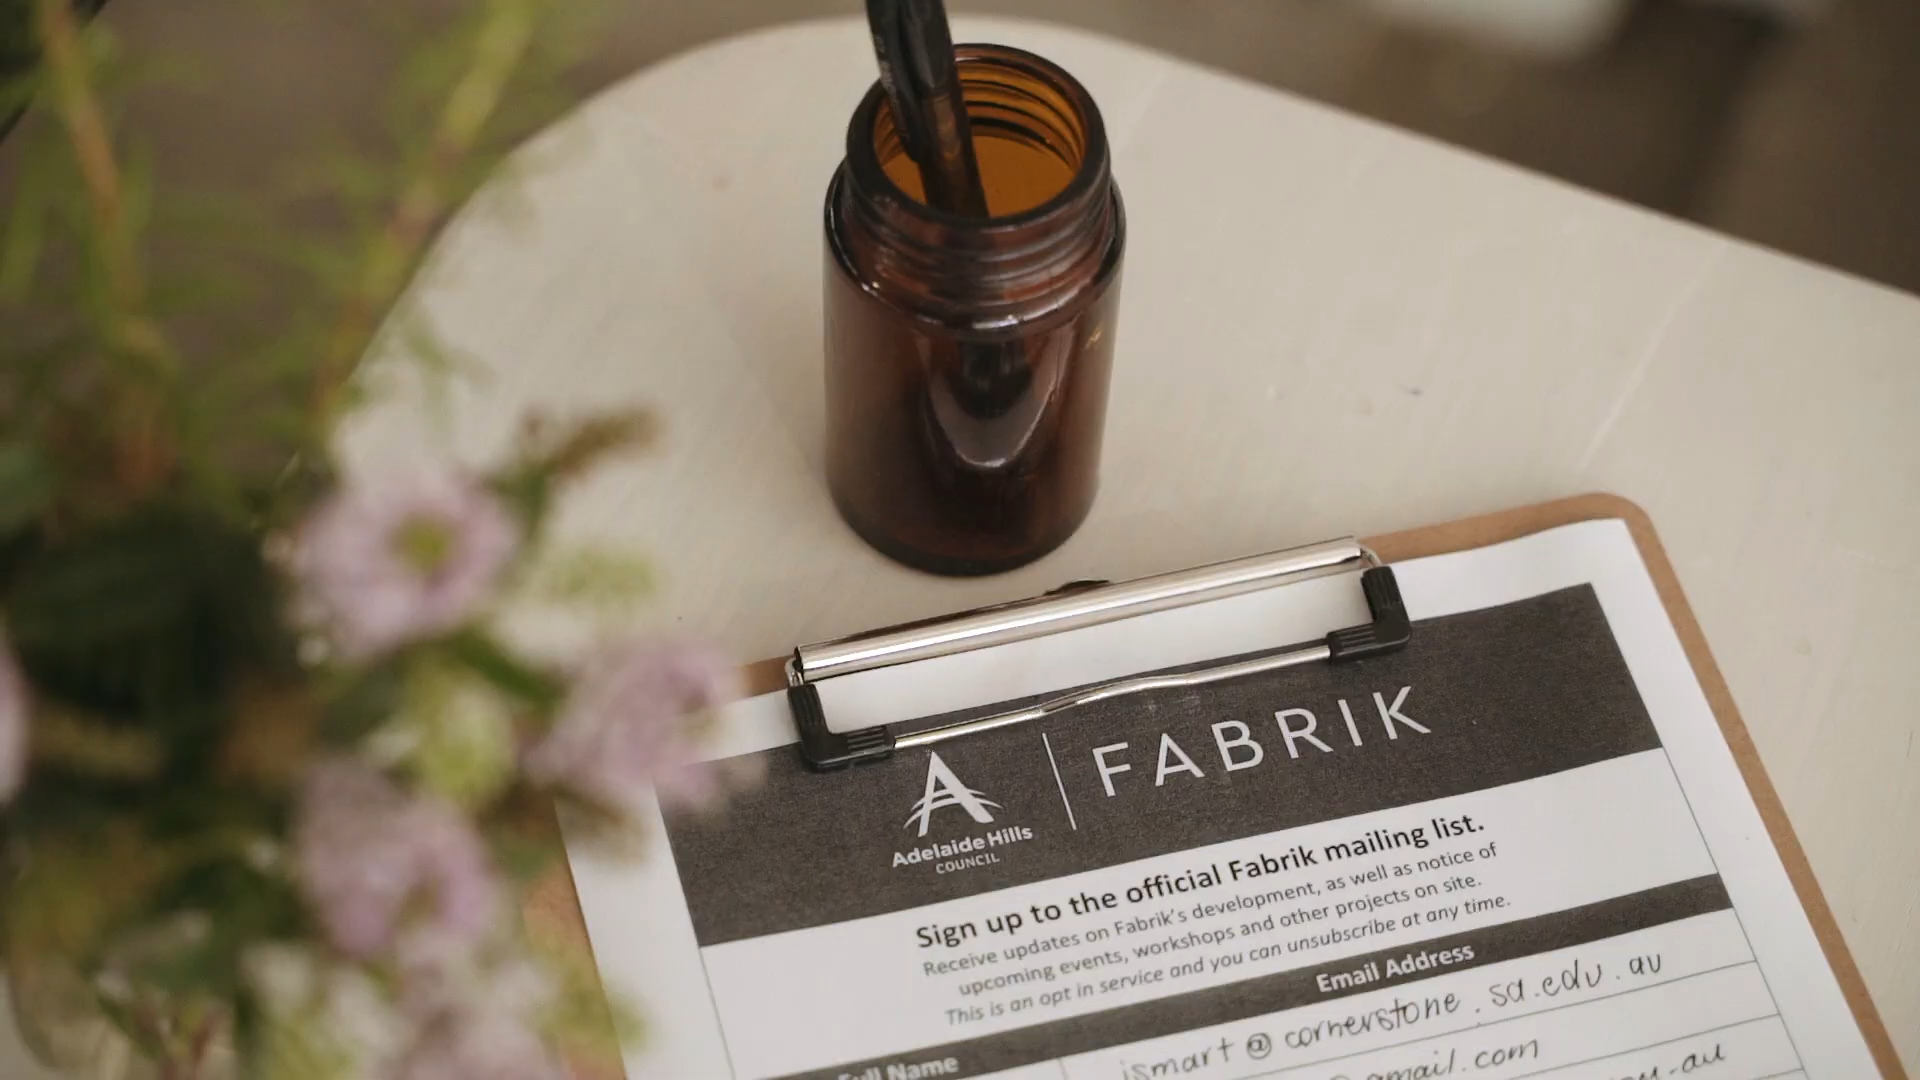 Adelaide Hills
COUNCIL
FABRIK
Sign up to the official Fabrik mailing list.
Receive updates on Fabrik's development, as well as notice of
upcoming events, workshops and other projects on site.
This is an opt in service and you can unsubscribe at any time.
Full Name
Email Address
ismart@cornerstone.sa.edu.au
@gmail.com
.au